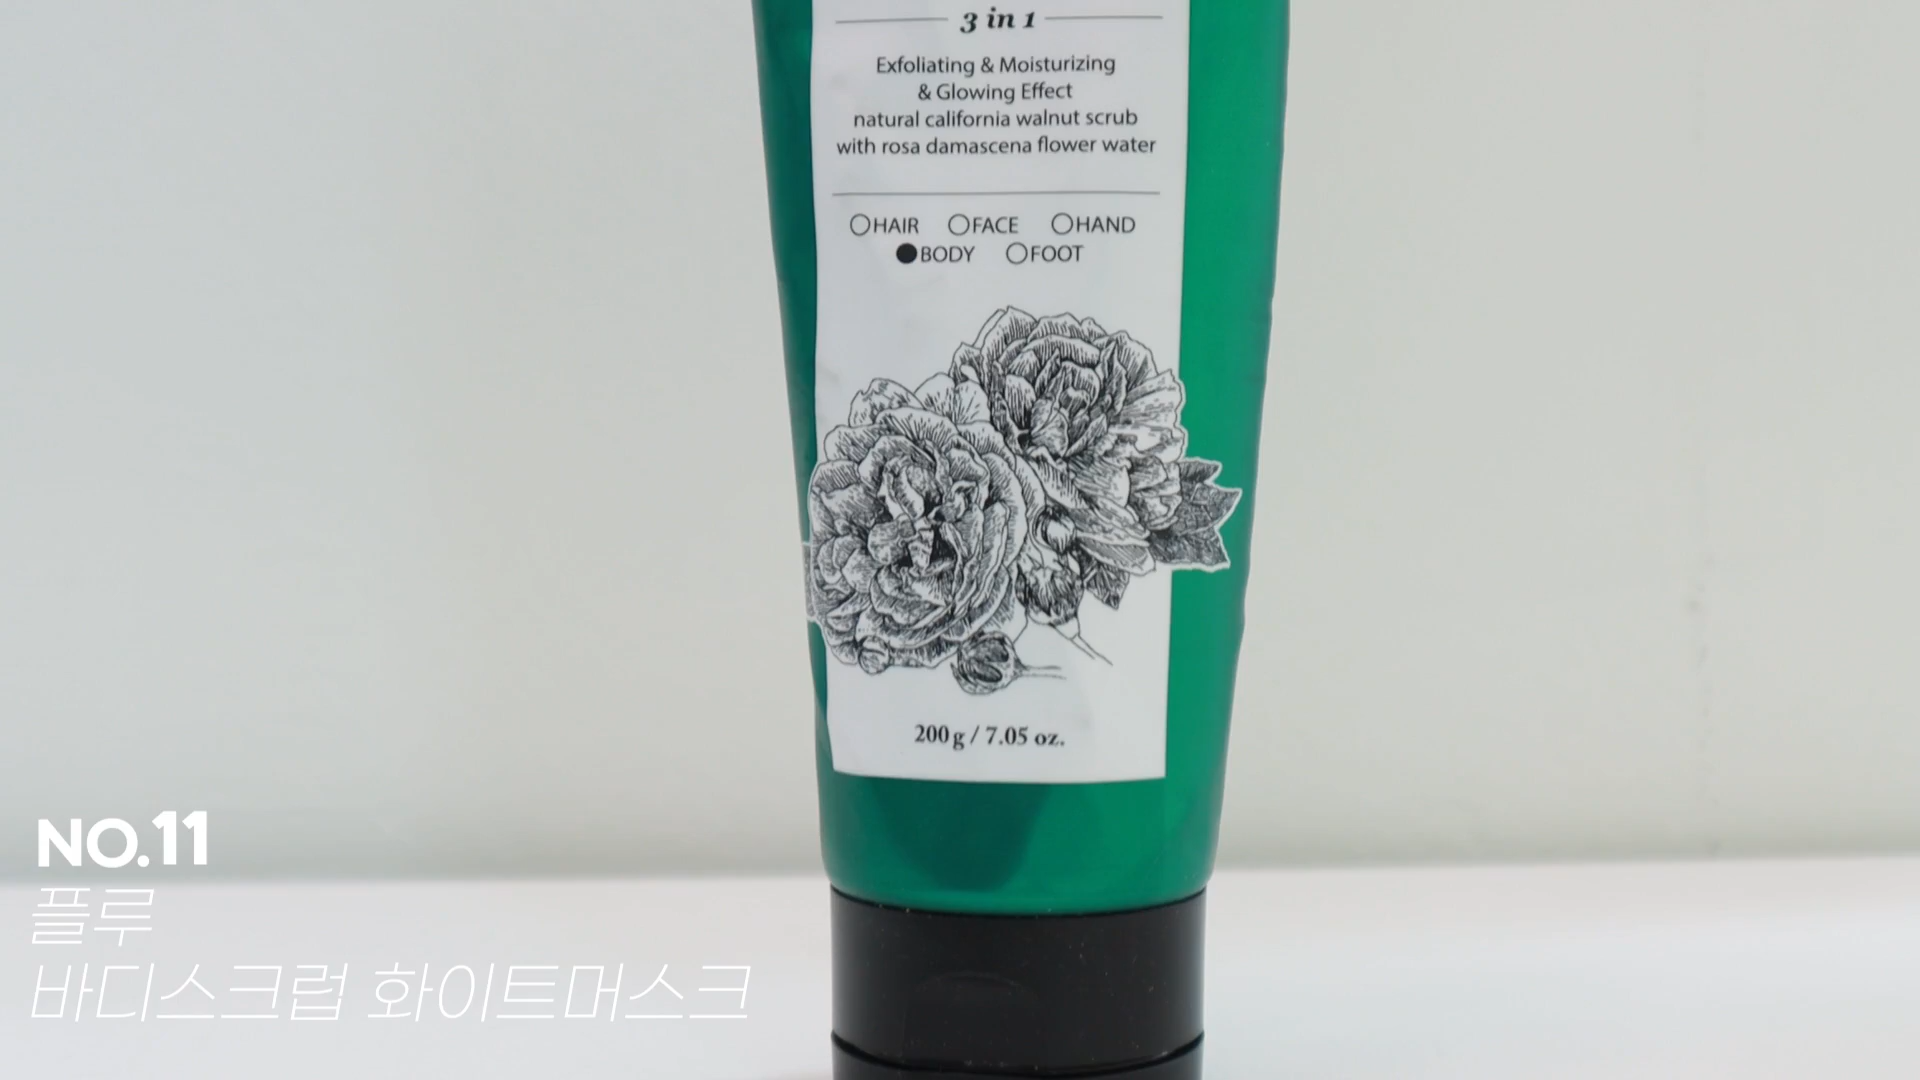 3 in 1
Exfoliating & Moisturizing
& Glowing Effect
natural california walnut scrub
with rosa damascena flower water
HAIR FACE HAND
BODY FOOT
200g / 7.05 oz.
NO.11
플루
바디스크럽 화이트머스크